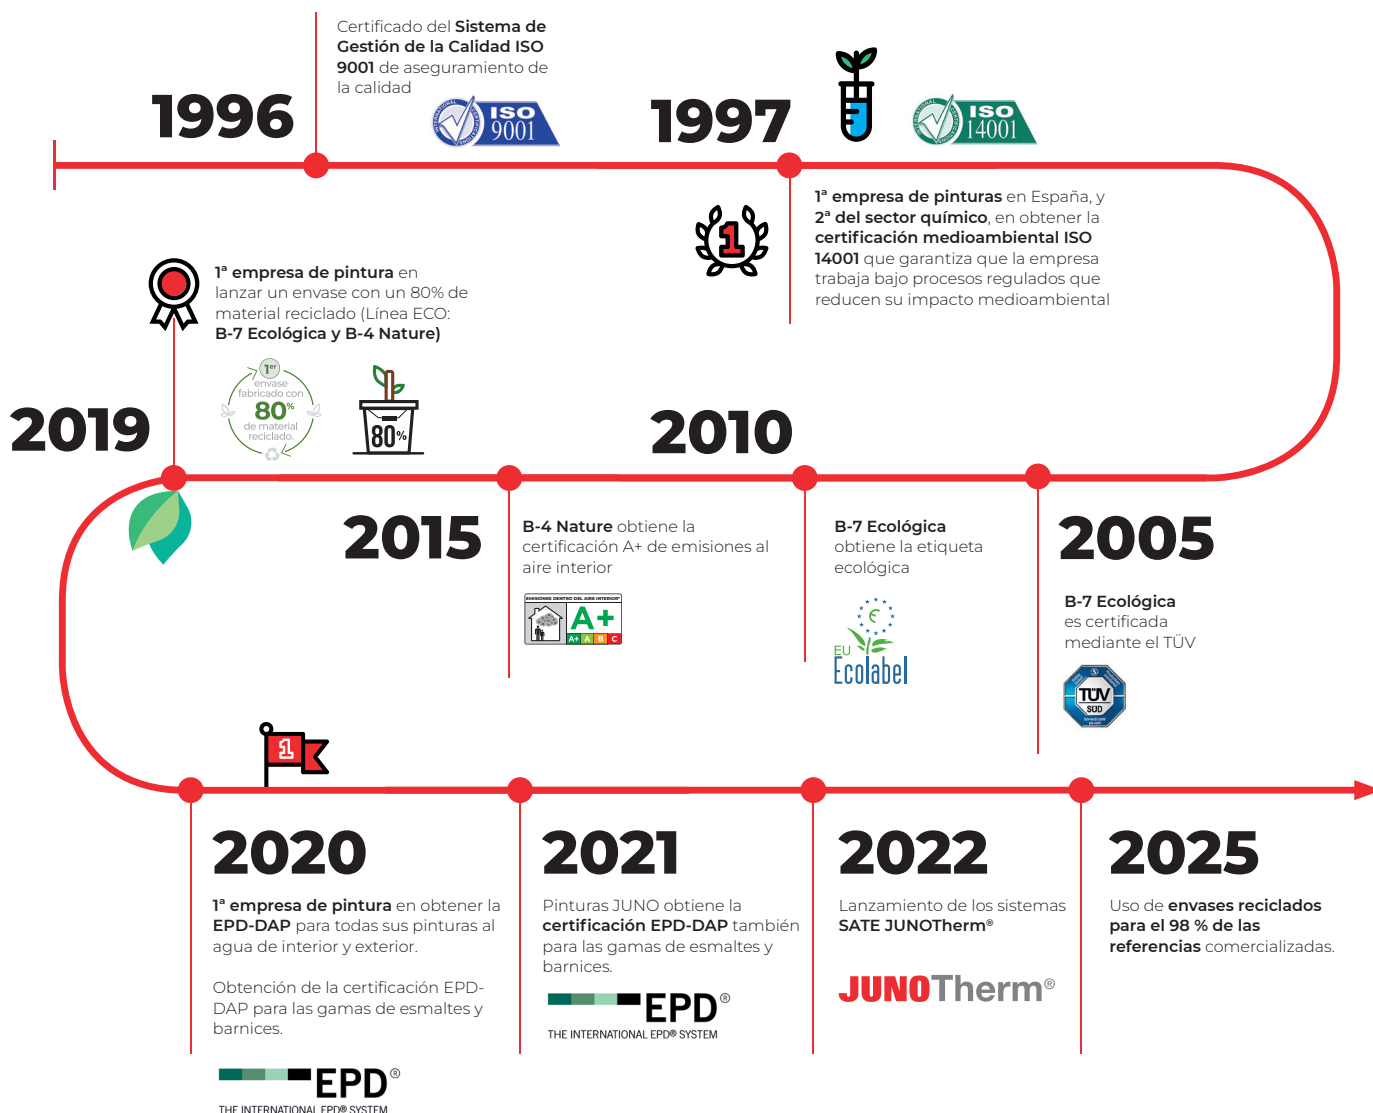 1996
Certificado del Sistema de
Gestión de la Calidad ISO
9001 de aseguramiento de
la calidad
ISO
9001
1997
ISO
14001
1
1ª empresa de pinturas en España, y
2ª del sector químico, en obtener la
certificación medioambiental ISO
14001 que garantiza que la empresa
trabaja bajo procesos regulados que
reducen su impacto medioambiental
2005
B-7 Ecológica
es certificada
mediante el TÜV
TÜV
SÜD
2010
B-7 Ecológica
obtiene la etiqueta
ecológica
EU
Ecolabel
2015
B-4 Nature obtiene la
certificación A+ de emisiones al
aire interior
EMISIONES DENTRO DEL AIRE INTERIOR*
A+
A+ A B C
2019
1ª empresa de pintura en
lanzar un envase con un 80% de
material reciclado (Línea ECO:
B-7 Ecológica y B-4 Nature)
1er
envase
fabricado con
80%
de material
reciclado.
80%
1
2020
1ª empresa de pintura en obtener la
EPD-DAP para todas sus pinturas al
agua de interior y exterior.
Obtención de la certificación EPD-
DAP para las gamas de esmaltes y
barnices.
EPD®
THE INTERNATIONAL EPD® SYSTEM
2021
Pinturas JUNO obtiene la
certificación EPD-DAP también
para las gamas de esmaltes y
barnices.
EPD®
THE INTERNATIONAL EPD® SYSTEM
2022
Lanzamiento de los sistemas
SATE JUNOTherm®
JUNOTherm®
2025
Uso de envases reciclados
para el 98 % de las
referencias comercializadas.